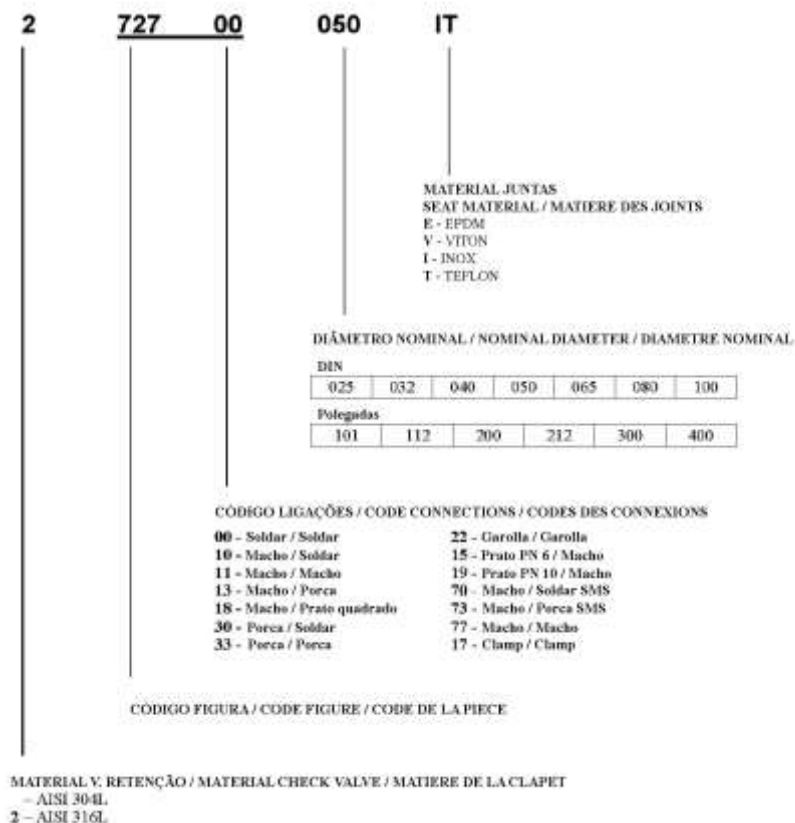 2 727 00 050 IT
MATERIAL JUNTAS
SEAT MATERIAL / MATIERE DES JOINTS
E - EPDM
V - VITON
I - INOX
T - TEFLON
DIÂMETRO NOMINAL / NOMINAL DIAMETER / DIAMETRE NOMINAL
DIN
025 032 040 050 065 080 100
Polegadas
101 112 200 212 300 400
CÓDIGO LIGAÇÕES / CODE CONNECTIONS / CODES DES CONNEXIONS
00 - Soldar / Soldar 22 - Garolla / Garolla
10 - Macho / Soldar 15 - Prato PN 6 / Macho
11 - Macho / Macho 19 - Prato PN 10 / Macho
13 - Macho / Porca 70 - Macho / Soldar SMS
18 - Macho / Prato quadrado 73 - Macho / Porca SMS
30 - Porca / Soldar 77 - Macho / Macho
33 - Porca / Porca 17 - Clamp / Clamp
CÓDIGO FIGURA / CODE FIGURE / CODE DE LA PIECE
MATERIAL V. RETENÇÃO / MATERIAL CHECK VALVE / MATIERE DE LA CLAPET
– AISI 304L
2 – AISI 316L